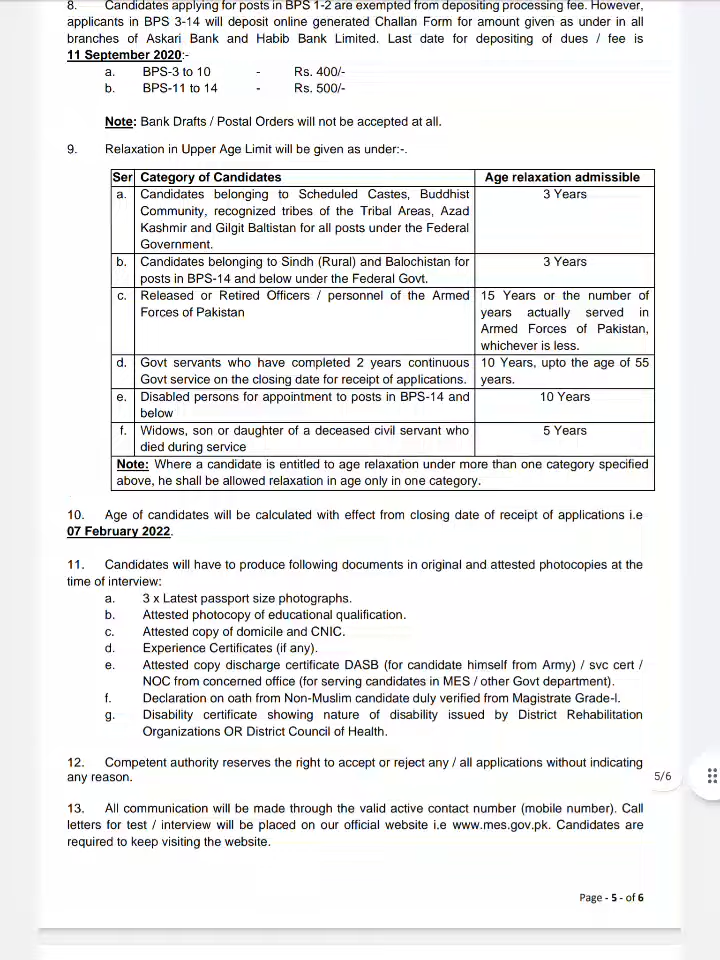 8. Candidates applying for posts in BPS 1-2 are exempted from depositing processing fee. However,
applicants in BPS 3-14 will deposit online generated Challan Form for amount given as under in all
branches of Askari Bank and Habib Bank Limited. Last date for depositing of dues / fee is
11 September 2020:-
a. BPS-3 to 10 - Rs. 400/-
b. BPS-11 to 14 - Rs. 500/-
Note: Bank Drafts / Postal Orders will not be accepted at all.
9. Relaxation in Upper Age Limit will be given as under:-.
Ser Category of Candidates Age relaxation admissible
a. Candidates belonging to Scheduled Castes, Buddhist 3 Years
Community, recognized tribes of the Tribal Areas, Azad
Kashmir and Gilgit Baltistan for all posts under the Federal
Government.
b. Candidates belonging to Sindh (Rural) and Balochistan for 3 Years
posts in BPS-14 and below under the Federal Govt.
c. Released or Retired Officers / personnel of the Armed 15 Years or the number of
Forces of Pakistan years actually served in
Armed Forces of Pakistan,
whichever is less.
d. Govt servants who have completed 2 years continuous 10 Years, upto the age of 55
Govt service on the closing date for receipt of applications. years.
e. Disabled persons for appointment to posts in BPS-14 and 10 Years
below
f. Widows, son or daughter of a deceased civil servant who 5 Years
died during service
Note: Where a candidate is entitled to age relaxation under more than one category specified
above, he shall be allowed relaxation in age only in one category.
10. Age of candidates will be calculated with effect from closing date of receipt of applications i.e
07 February 2022.
11. Candidates will have to produce following documents in original and attested photocopies at the
time of interview:
a. 3 x Latest passport size photographs.
b. Attested photocopy of educational qualification.
c. Attested copy of domicile and CNIC.
d. Experience Certificates (if any).
e. Attested copy discharge certificate DASB (for candidate himself from Army) / svc cert /
NOC from concerned office (for serving candidates in MES / other Govt department).
f. Declaration on oath from Non-Muslim candidate duly verified from Magistrate Grade-I.
g. Disability certificate showing nature of disability issued by District Rehabilitation
Organizations OR District Council of Health.
12. Competent authority reserves the right to accept or reject any / all applications without indicating
any reason.
5/6
13. All communication will be made through the valid active contact number (mobile number). Call
letters for test / interview will be placed on our official website i.e www.mes.gov.pk. Candidates are
required to keep visiting the website.
Page - 5 - of 6